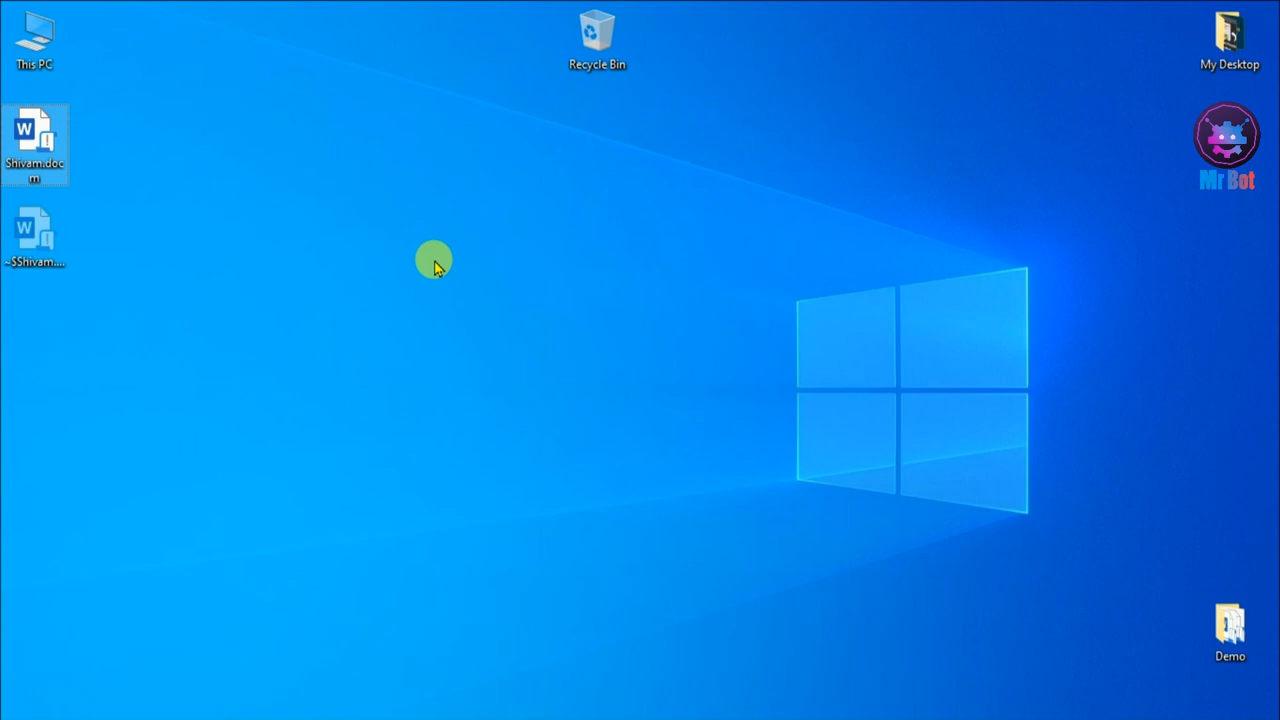 This PC
Recycle Bin
My Desktop
W
Shivam.doc
m
Mr Bot
W
~$Shivam....
Demo